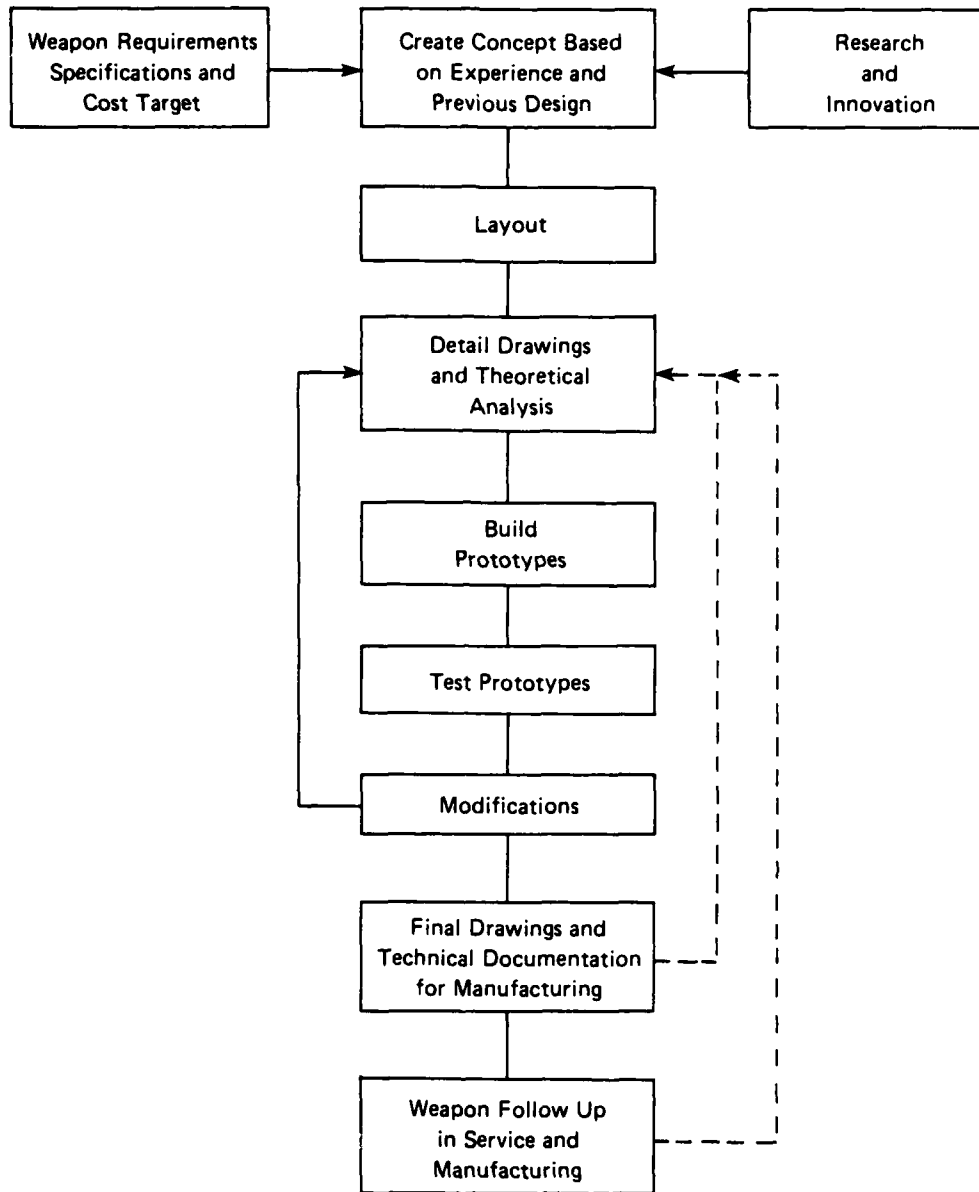 Weapon Requirements
Specifications and
Cost Target
Create Concept Based
on Experience and
Previous Design
Research
and
Innovation
Layout
Detail Drawings
and Theoretical
Analysis
Build
Prototypes
Test Prototypes
Modifications
Final Drawings and
Technical Documentation
for Manufacturing
Weapon Follow Up
in Service and
Manufacturing